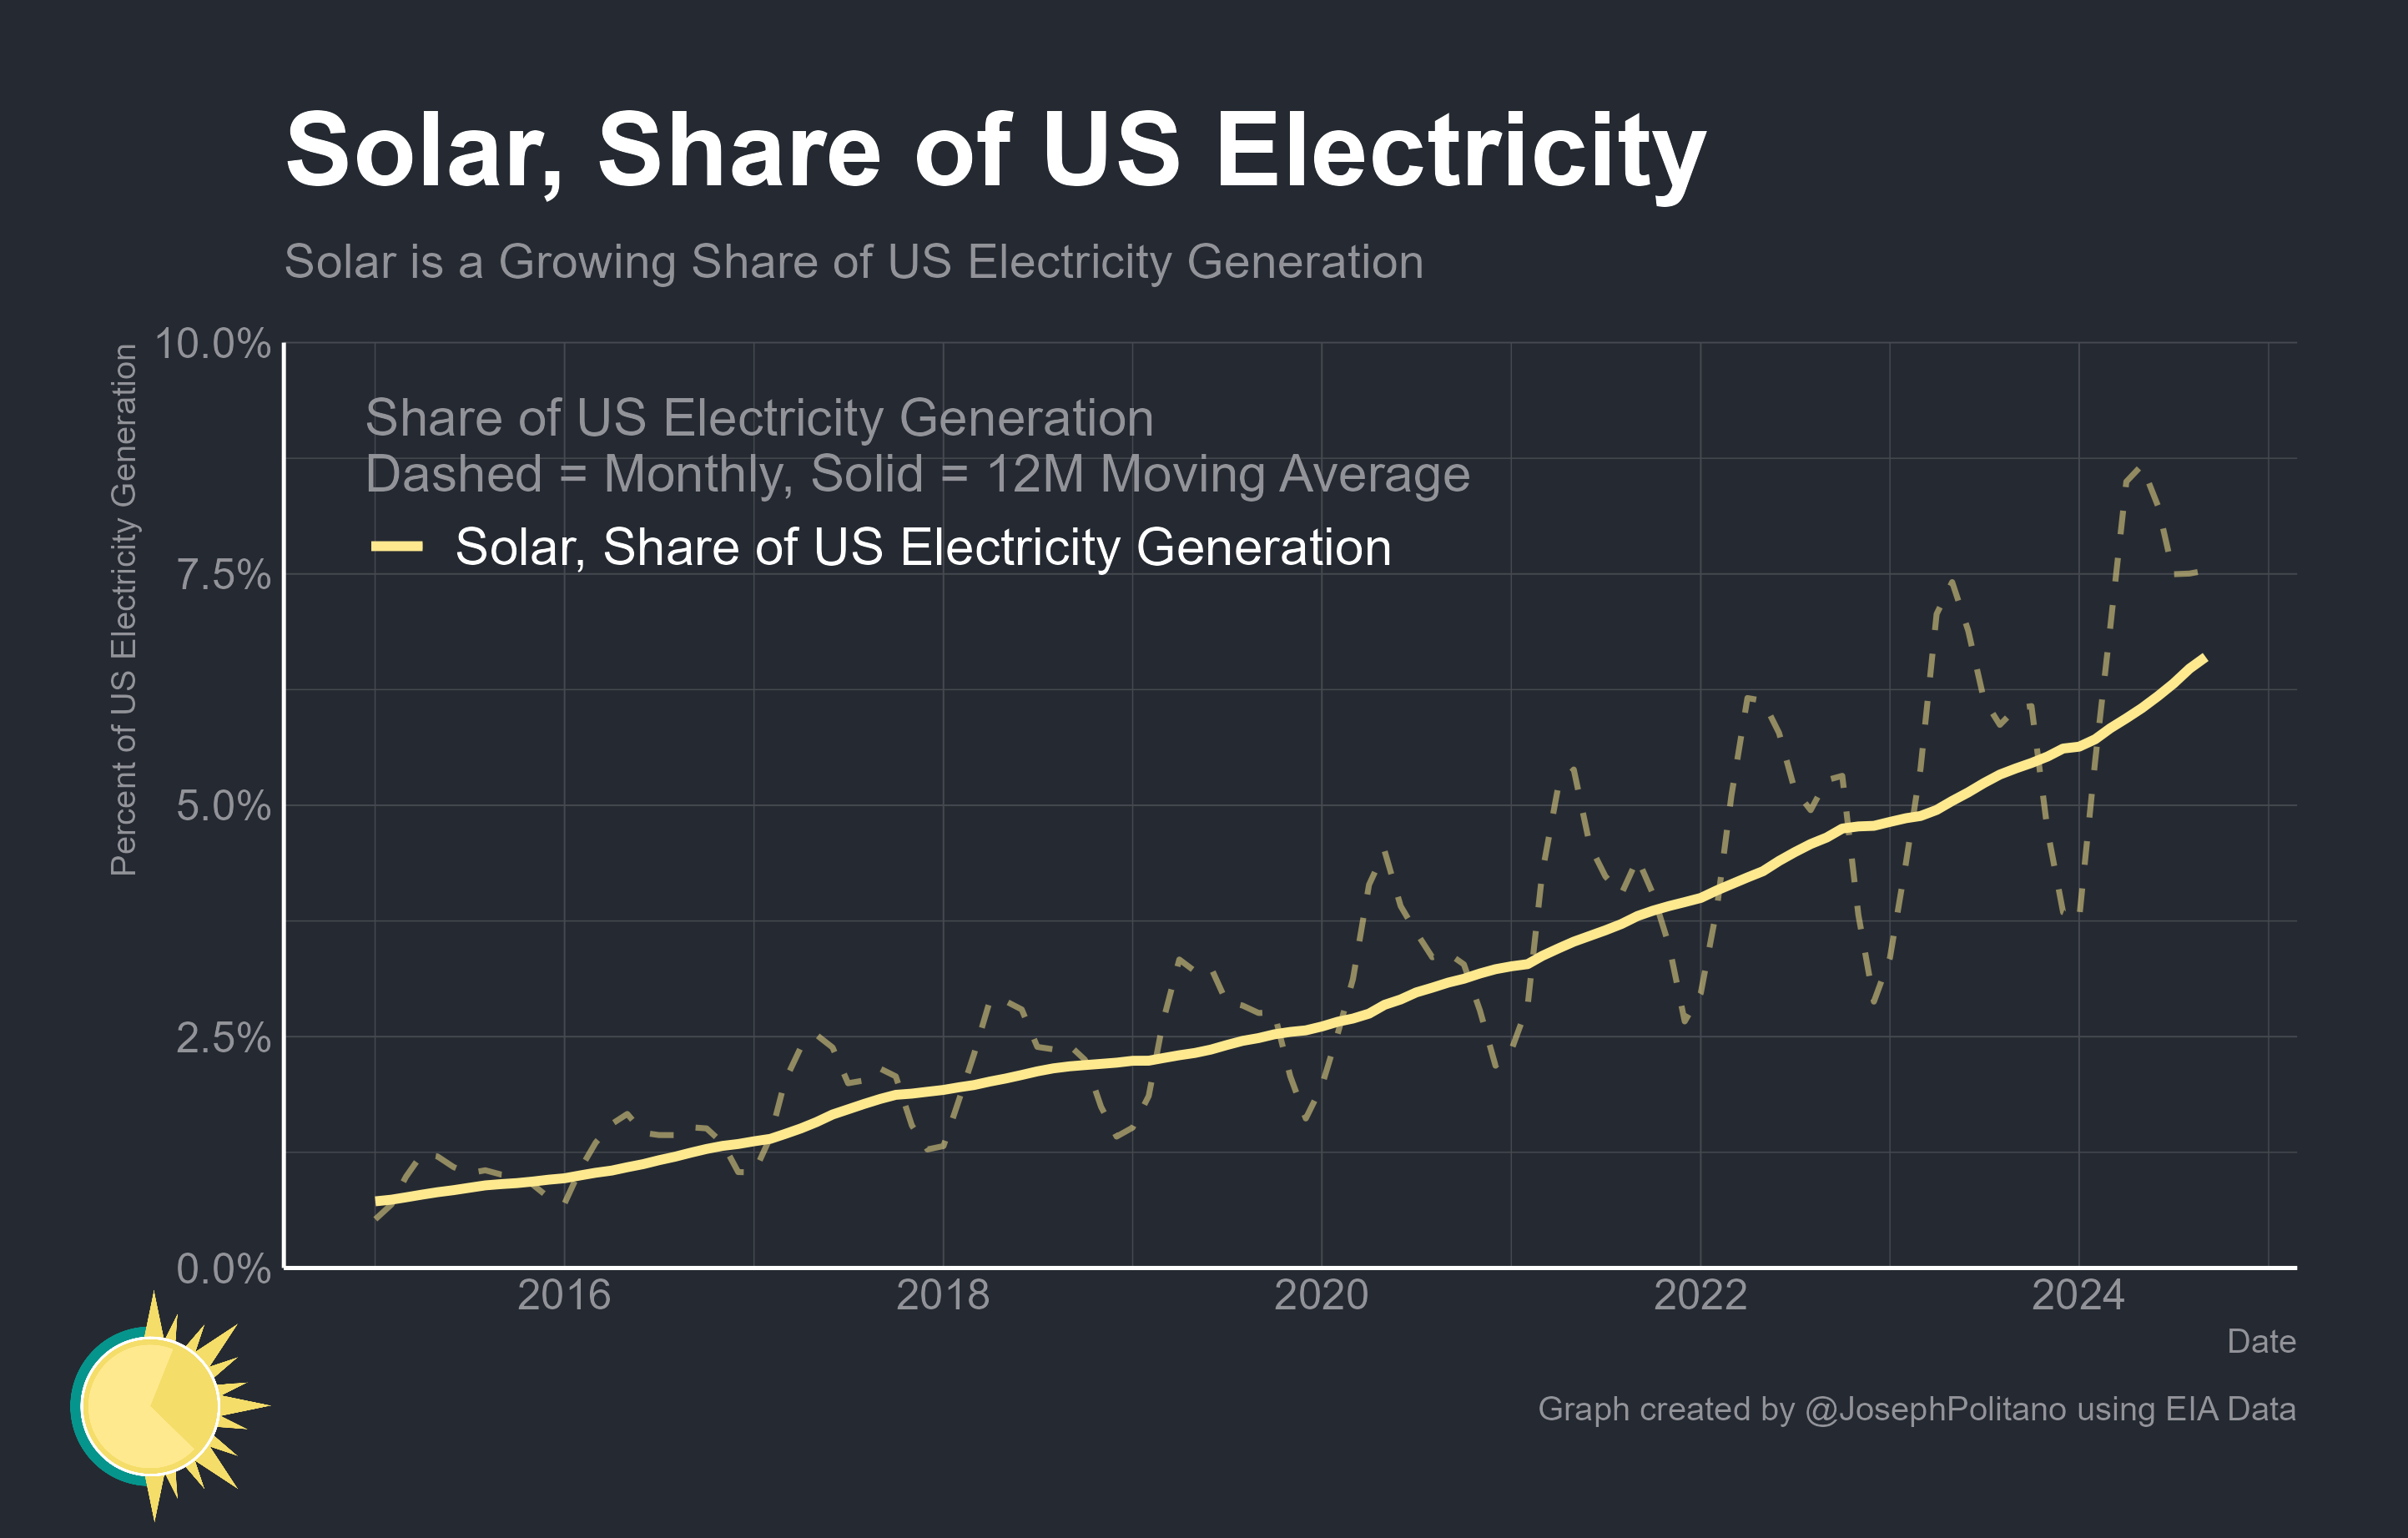 Solar, Share of US Electricity
Solar is a Growing Share of US Electricity Generation
Percent of US Electricity Generation
10.0%
7.5%
5.0%
2.5%
0.0%
Share of US Electricity Generation
Dashed = Monthly, Solid = 12M Moving Average
Solar, Share of US Electricity Generation
2016 2018 2020 2022 2024
Date
Graph created by @JosephPolitano using EIA Data